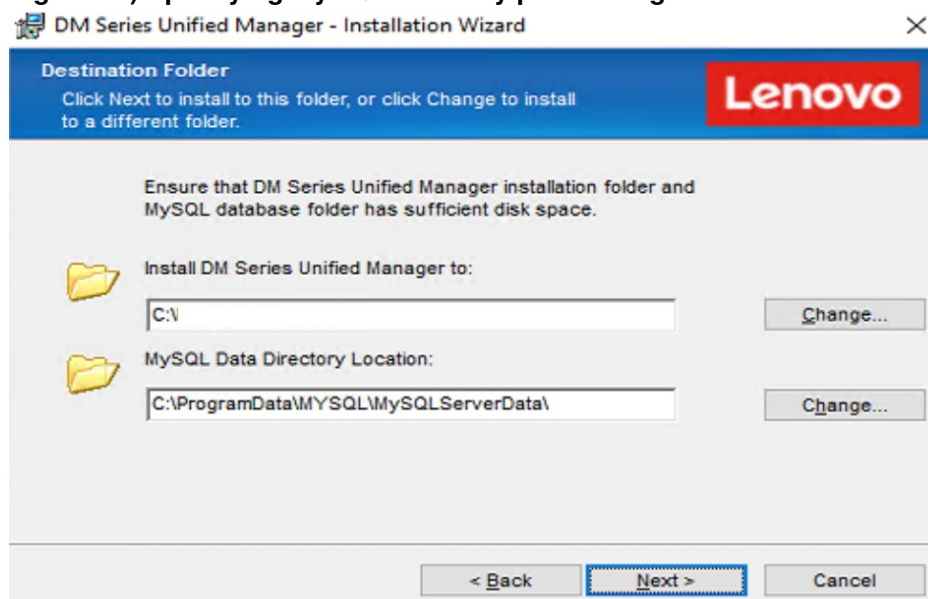 DM Series Unified Manager - Installation Wizard
Destination Folder
Click Next to install to this folder, or click Change to install
to a different folder.
Lenovo
Ensure that DM Series Unified Manager installation folder and
MySQL database folder has sufficient disk space.
Install DM Series Unified Manager to:
C:\
Change...
MySQL Data Directory Location:
C:\ProgramData\MYSQL\MySQLServerData\
Change...
< Back
Next >
Cancel